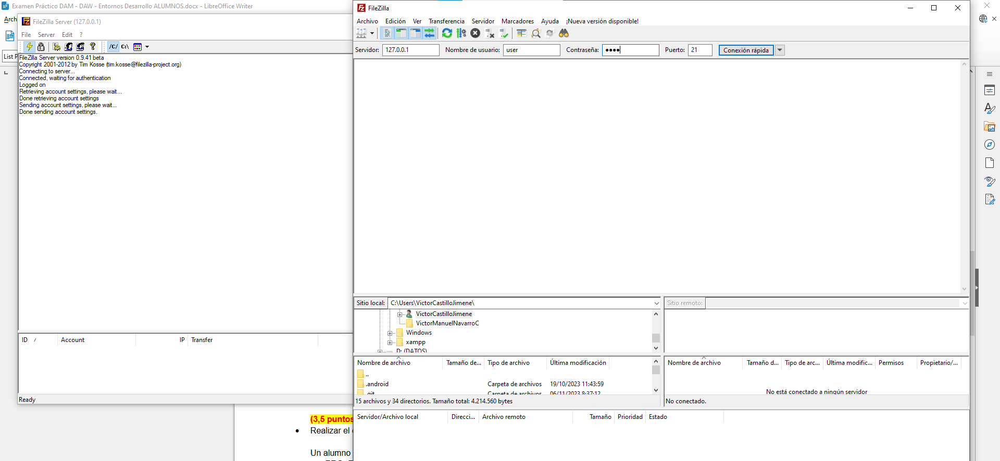 Examen Práctico DAM - DAW - Entornos Desarrollo ALUMNOS.docx - LibreOffice Writer
Arch
List P
FileZilla Server (127.0.0.1)
File Server Edit ?
/C/ C:\
FileZilla Server version 0.9.41 beta
Copyright 2001-2012 by Tim Kosse (tim.kosse@filezilla-project.org)
Connecting to server...
Connected, waiting for authentication
Logged on
Retrieving account settings, please wait...
Done retrieving account settings
Sending account settings, please wait...
Done sending account settings.
ID / Account IP Transfer
Ready
(3,5 puntos
Realizar el
Un alumno
FileZilla
Archivo Edición Ver Transferencia Servidor Marcadores Ayuda ¡Nueva versión disponible!
Servidor: 127.0.0.1 Nombre de usuario: user Contraseña: ●●●● Puerto: 21 Conexión rápida
Sitio local: C:\Users\VictorCastilloJimene\
VictorCastilloJimene
VictorManuelNavarroC
Windows
xampp
D: (DATOS)
Nombre de archivo Tamaño de... Tipo de archivo Última modificación
..
.android Carpeta de archivos 19/10/2023 11:43:59
.git Carpeta de archivos 06/11/2023 8:37:12
15 archivos y 34 directorios. Tamaño total: 4.214.560 bytes
Sitio remoto:
Nombre de archivo Tamaño d... Tipo de arc... Última modific... Permisos Propietario/...
No está conectado a ningún servidor
No conectado.
Servidor/Archivo local Direcci... Archivo remoto Tamaño Prioridad Estado